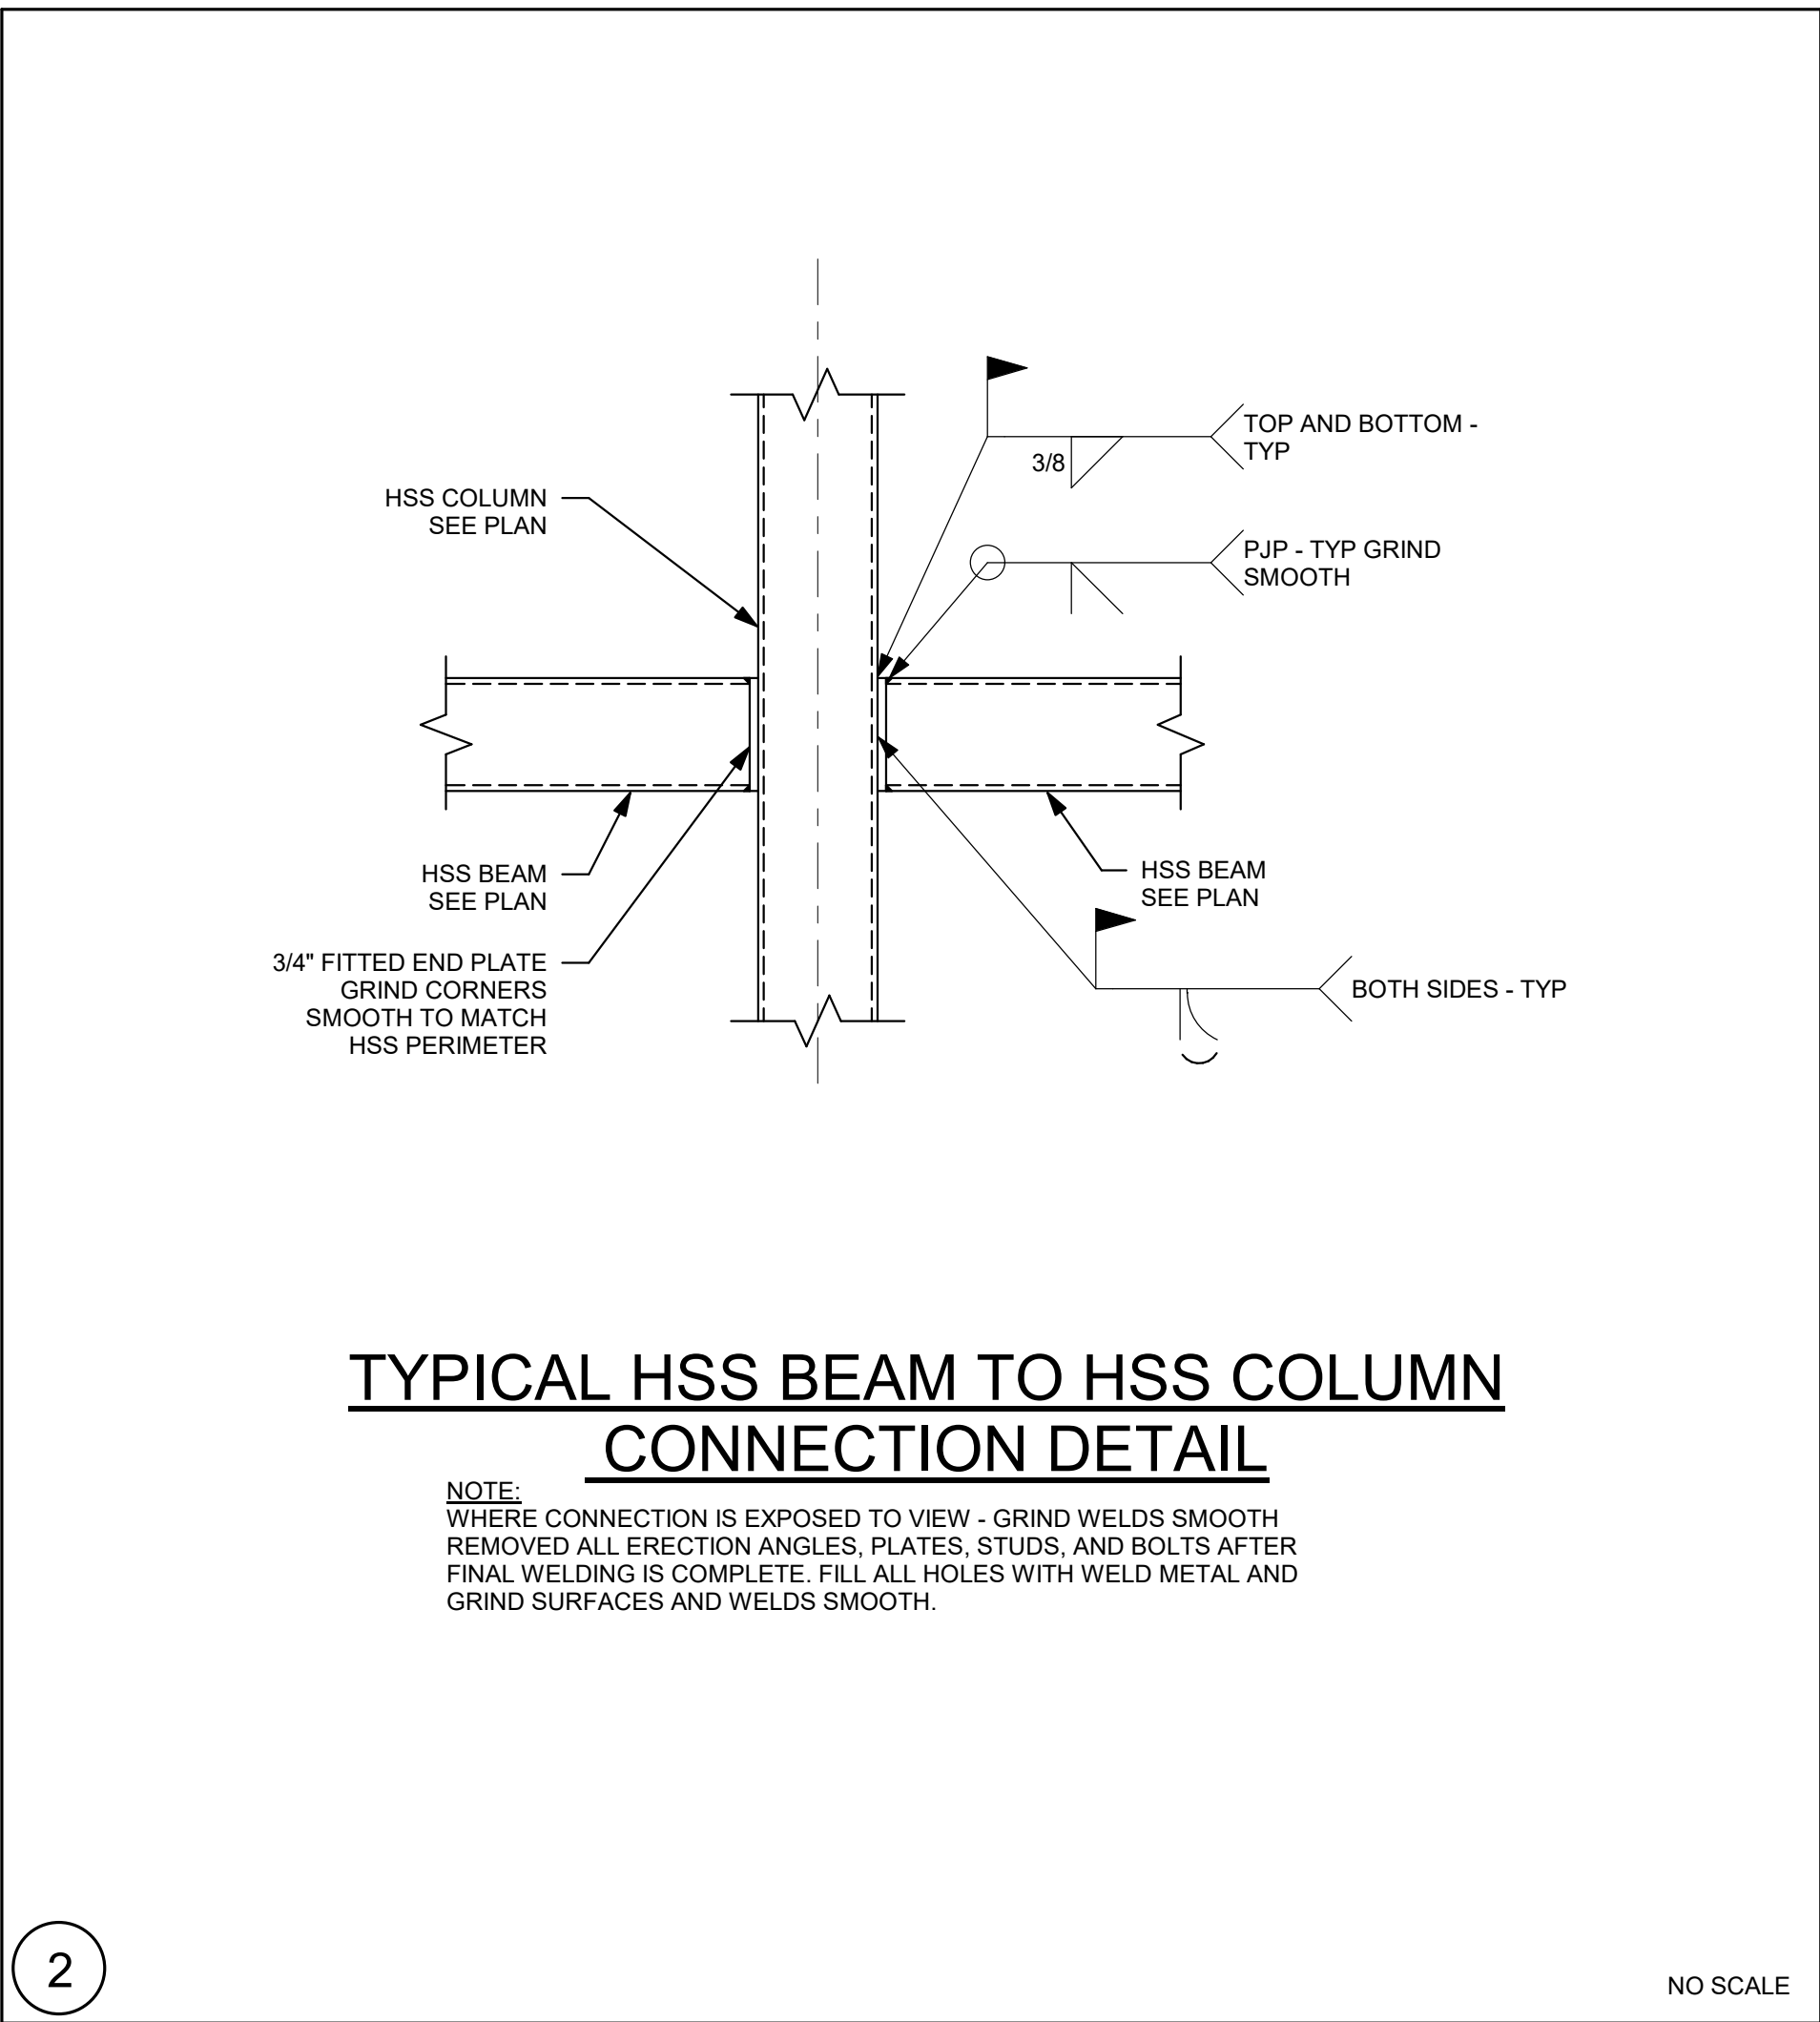 TOP AND BOTTOM -
TYP
3/8
HSS COLUMN
SEE PLAN
PJP - TYP GRIND
SMOOTH
HSS BEAM
SEE PLAN
HSS BEAM
SEE PLAN
3/4" FITTED END PLATE
GRIND CORNERS
SMOOTH TO MATCH
HSS PERIMETER
BOTH SIDES - TYP
TYPICAL HSS BEAM TO HSS COLUMN
CONNECTION DETAIL
NOTE:
WHERE CONNECTION IS EXPOSED TO VIEW - GRIND WELDS SMOOTH
REMOVED ALL ERECTION ANGLES, PLATES, STUDS, AND BOLTS AFTER
FINAL WELDING IS COMPLETE. FILL ALL HOLES WITH WELD METAL AND
GRIND SURFACES AND WELDS SMOOTH.
2
NO SCALE